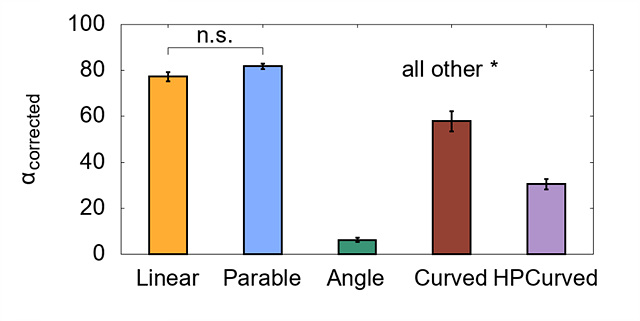 100
n.s.
80
all other *
60
40
20
0
αcorrected
Linear Parable Angle Curved HPCurved